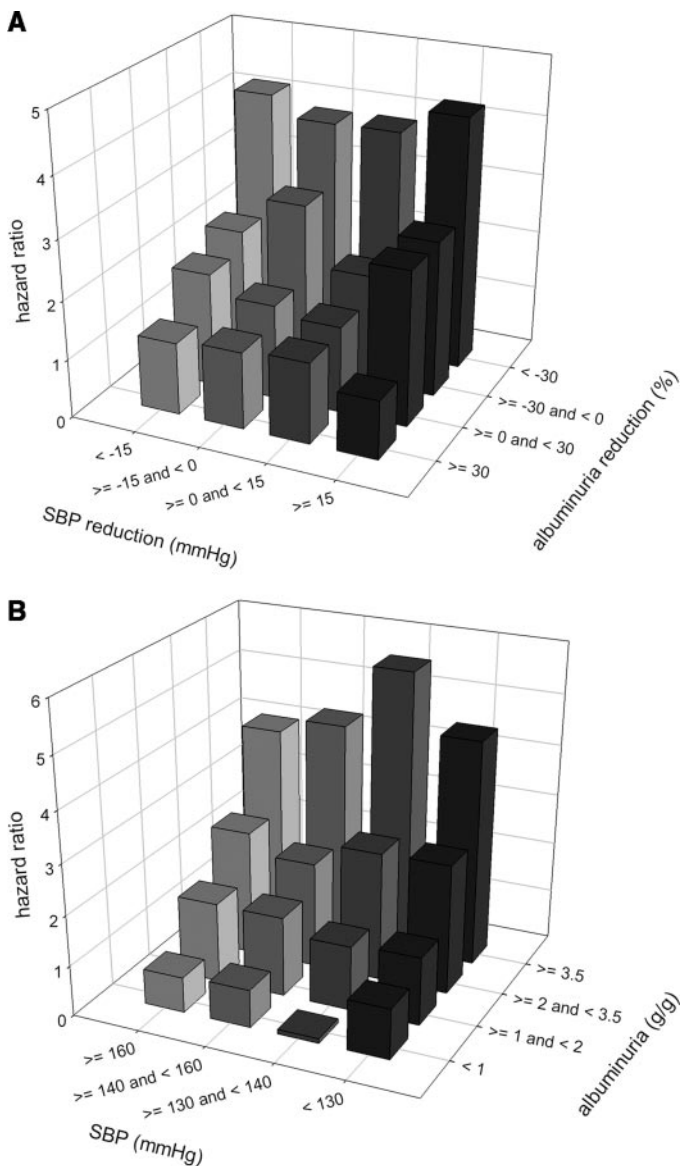 A
5
4
3
2
1
0
hazard ratio
< -15
>= -15 and < 0
>= 0 and < 15
>= 15
SBP reduction (mmHg)
< -30
>= -30 and < 0
>= 0 and < 30
>= 30
albuminuria reduction (%)
B
6
5
4
3
2
1
0
hazard ratio
>= 160
>= 140 and < 160
>= 130 and < 140
< 130
SBP (mmHg)
>= 3.5
>= 2 and < 3.5
>= 1 and < 2
< 1
albuminuria (g/g)